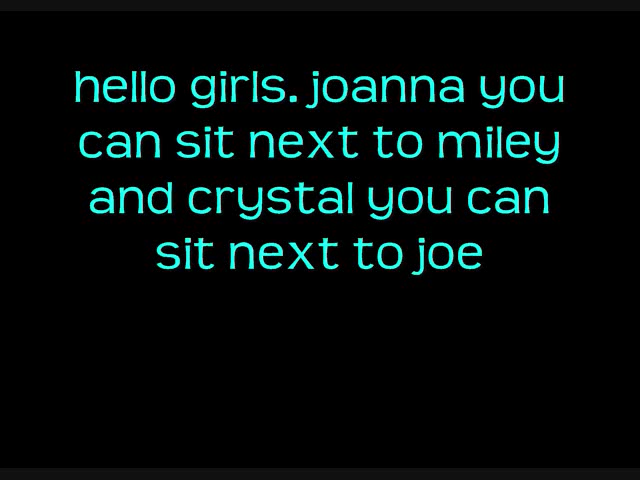 hello girls. joanna you
can sit next to miley
and crystal you can
sit next to joe